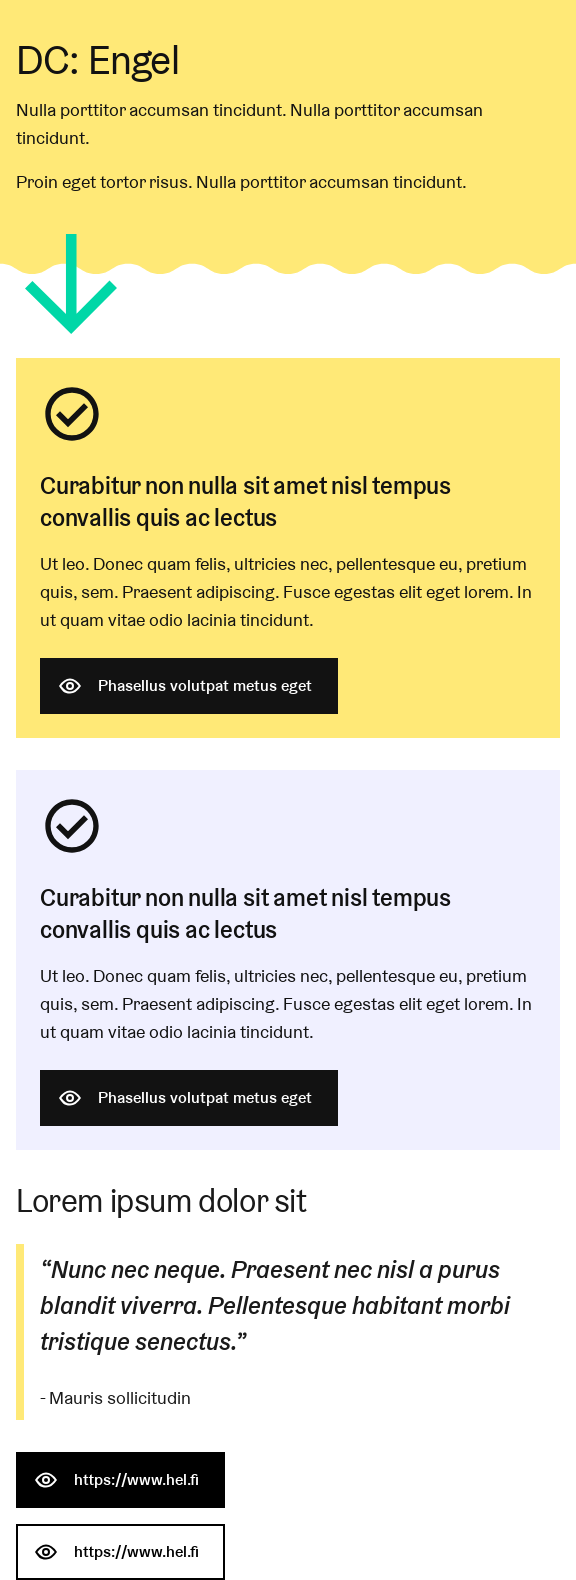 DC: Engel
Nulla porttitor accumsan tincidunt. Nulla porttitor accumsan
tincidunt.
Proin eget tortor risus. Nulla porttitor accumsan tincidunt.
Curabitur non nulla sit amet nisl tempus
convallis quis ac lectus
Ut leo. Donec quam felis, ultricies nec, pellentesque eu, pretium
quis, sem. Praesent adipiscing. Fusce egestas elit eget lorem. In
ut quam vitae odio lacinia tincidunt.
Phasellus volutpat metus eget
Curabitur non nulla sit amet nisl tempus
convallis quis ac lectus
Ut leo. Donec quam felis, ultricies nec, pellentesque eu, pretium
quis, sem. Praesent adipiscing. Fusce egestas elit eget lorem. In
ut quam vitae odio lacinia tincidunt.
Phasellus volutpat metus eget
Lorem ipsum dolor sit
“Nunc nec neque. Praesent nec nisl a purus
blandit viverra. Pellentesque habitant morbi
tristique senectus.”
- Mauris sollicitudin
https://www.hel.fi
https://www.hel.fi